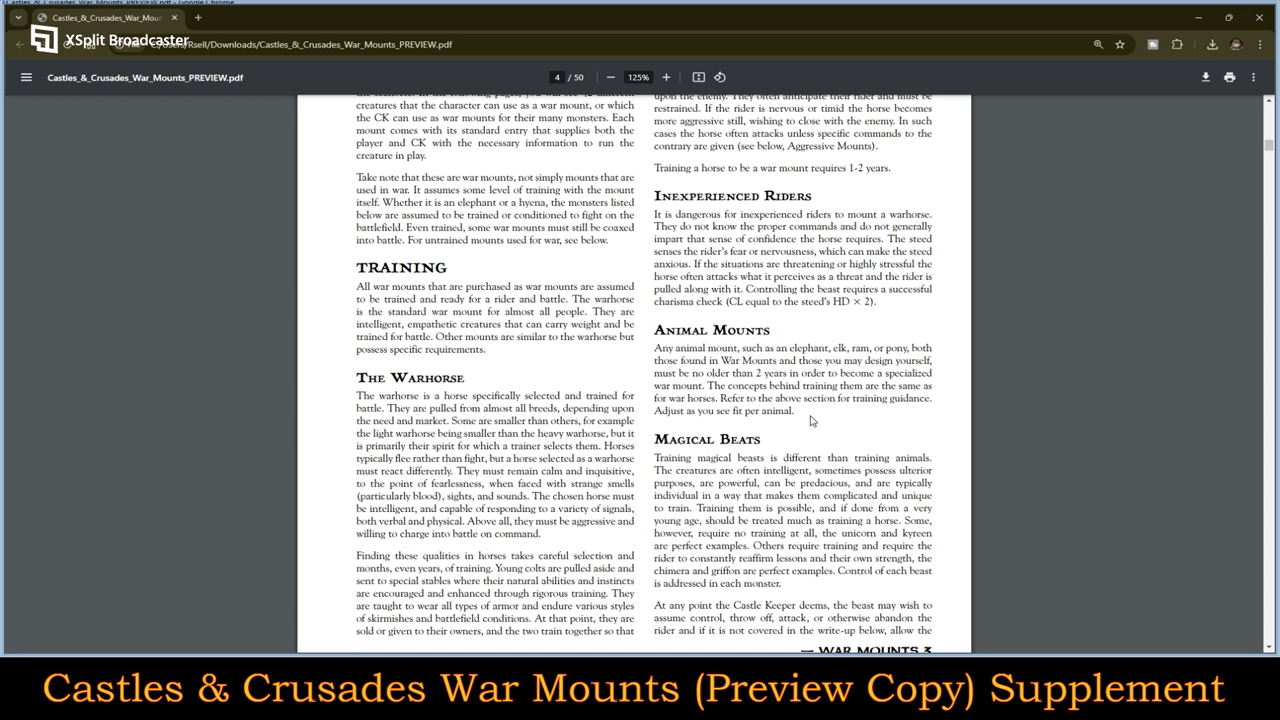 Castles_&_Crusades_War_Mou
XSplit Broadcaster
/Rsell/Downloads/Castles_&_Crusades_War_Mounts_PREVIEW.pdf
Castles_&_Crusades_War_Mounts_PREVIEW.pdf
4 / 50
125%
creatures that the character can use as a war mount, or which
the CK can use as war mounts for their many monsters. Each
mount comes with its standard entry that supplies both the
player and CK with the necessary information to run the
creature in play.
Take note that these are war mounts, not simply mounts that are
used in war. It assumes some level of training with the mount
itself. Whether it is an elephant or a hyena, the monsters listed
below are assumed to be trained or conditioned to fight on the
battlefield. Even trained, some war mounts must still be coaxed
into battle. For untrained mounts used for war, see below.
TRAINING
All war mounts that are purchased as war mounts are assumed
to be trained and ready for a rider and battle. The warhorse
is the standard war mount for almost all people. They are
intelligent, empathetic creatures that can carry weight and be
trained for battle. Other mounts are similar to the warhorse but
possess specific requirements.
The Warhorse
The warhorse is a horse specifically selected and trained for
battle. They are pulled from almost all breeds, depending upon
the need and market. Some are smaller than others, for example
the light warhorse being smaller than the heavy warhorse, but it
is primarily their spirit for which a trainer selects them. Horses
typically flee rather than fight, but a horse selected as a warhorse
must react differently. They must remain calm and inquisitive,
to the point of fearlessness, when faced with strange smells
(particularly blood), sights, and sounds. The chosen horse must
be intelligent, and capable of responding to a variety of signals,
both verbal and physical. Above all, they must be aggressive and
willing to charge into battle on command.
Finding these qualities in horses takes careful selection and
months, even years, of training. Young colts are pulled aside and
sent to special stables where their natural abilities and instincts
are encouraged and enhanced through rigorous training. They
are taught to wear all types of armor and endure various styles
of skirmishes and battlefield conditions. At that point, they are
sold or given to their owners, and the two train together so that
upon the enemy. They often anticipate their rider and must be
restrained. If the rider is nervous or timid the horse becomes
more aggressive still, wishing to close with the enemy. In such
cases the horse often attacks unless specific commands to the
contrary are given (see below, Aggressive Mounts).
Training a horse to be a war mount requires 1-2 years.
Inexperienced Riders
It is dangerous for inexperienced riders to mount a warhorse.
They do not know the proper commands and do not generally
impart that sense of confidence the horse requires. The steed
senses the rider's fear or nervousness, which can make the steed
anxious. If the situations are threatening or highly stressful the
horse often attacks what it perceives as a threat and the rider is
pulled along with it. Controlling the beast requires a successful
charisma check (CL equal to the steed's HD × 2).
Animal Mounts
Any animal mount, such as an elephant, elk, ram, or pony, both
those found in War Mounts and those you may design yourself,
must be no older than 2 years in order to become a specialized
war mount. The concepts behind training them are the same as
for war horses. Refer to the above section for training guidance.
Adjust as you see fit per animal.
Magical Beats
Training magical beasts is different than training animals.
The creatures are often intelligent, sometimes possess ulterior
purposes, are powerful, can be predacious, and are typically
individual in a way that makes them complicated and unique
to train. Training them is possible, and if done from a very
young age, should be treated much as training a horse. Some,
however, require no training at all, the unicorn and kyreen
are perfect examples. Others require training and require the
rider to constantly reaffirm lessons and their own strength, the
chimera and griffon are perfect examples. Control of each beast
is addressed in each monster.
At any point the Castle Keeper deems, the beast may wish to
assume control, throw off, attack, or otherwise abandon the
rider and if it is not covered in the write-up below, allow the
— WAR MOUNTS 3
Castles & Crusades War Mounts (Preview Copy) Supplement